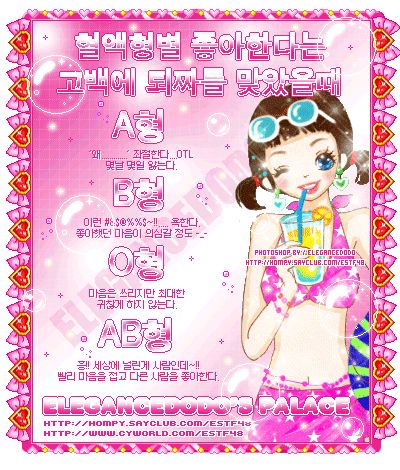 혈액형별 좋아한다는
고백에 퇴짜를 맞았을때
A형
´왜..............´ 좌절한다...OTL
몇날 몇일 앓는다.
B형
이런 #&$@%%$~!! 욕한다.
좋아했던 마음이 의심갈 정도 -_-
O형
마음은 쓰리지만 최대한
귀찮게 하지 않는다.
AB형
흥!! 세상에 널린게 사람인데~!!
빨리 마음을 접고 다른 사람을 좋아한다.
PHOTOSHOP BY://ELEGANCEDODO
HTTP://HOMPY.SAYCLUB.COM/ESTF48
ELEGANCEDODO'S PALACE
HTTP://HOMPY.SAYCLUB.COM/ESTF48
HTTP://WWW.CYWORLD.COM/ESTF48